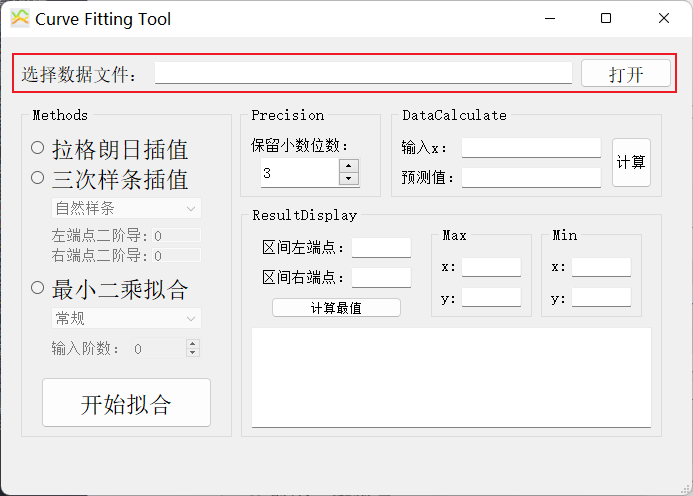 Curve Fitting Tool
选择数据文件：
打开
Methods
拉格朗日插值
三次样条插值
自然样条
左端点二阶导: 0
右端点二阶导: 0
最小二乘拟合
常规
输入阶数： 0
开始拟合
Precision
保留小数位数：
3
DataCalculate
输入x：
预测值：
计算
ResultDisplay
区间左端点：
区间右端点：
计算最值
Max
x:
y:
Min
x:
y: